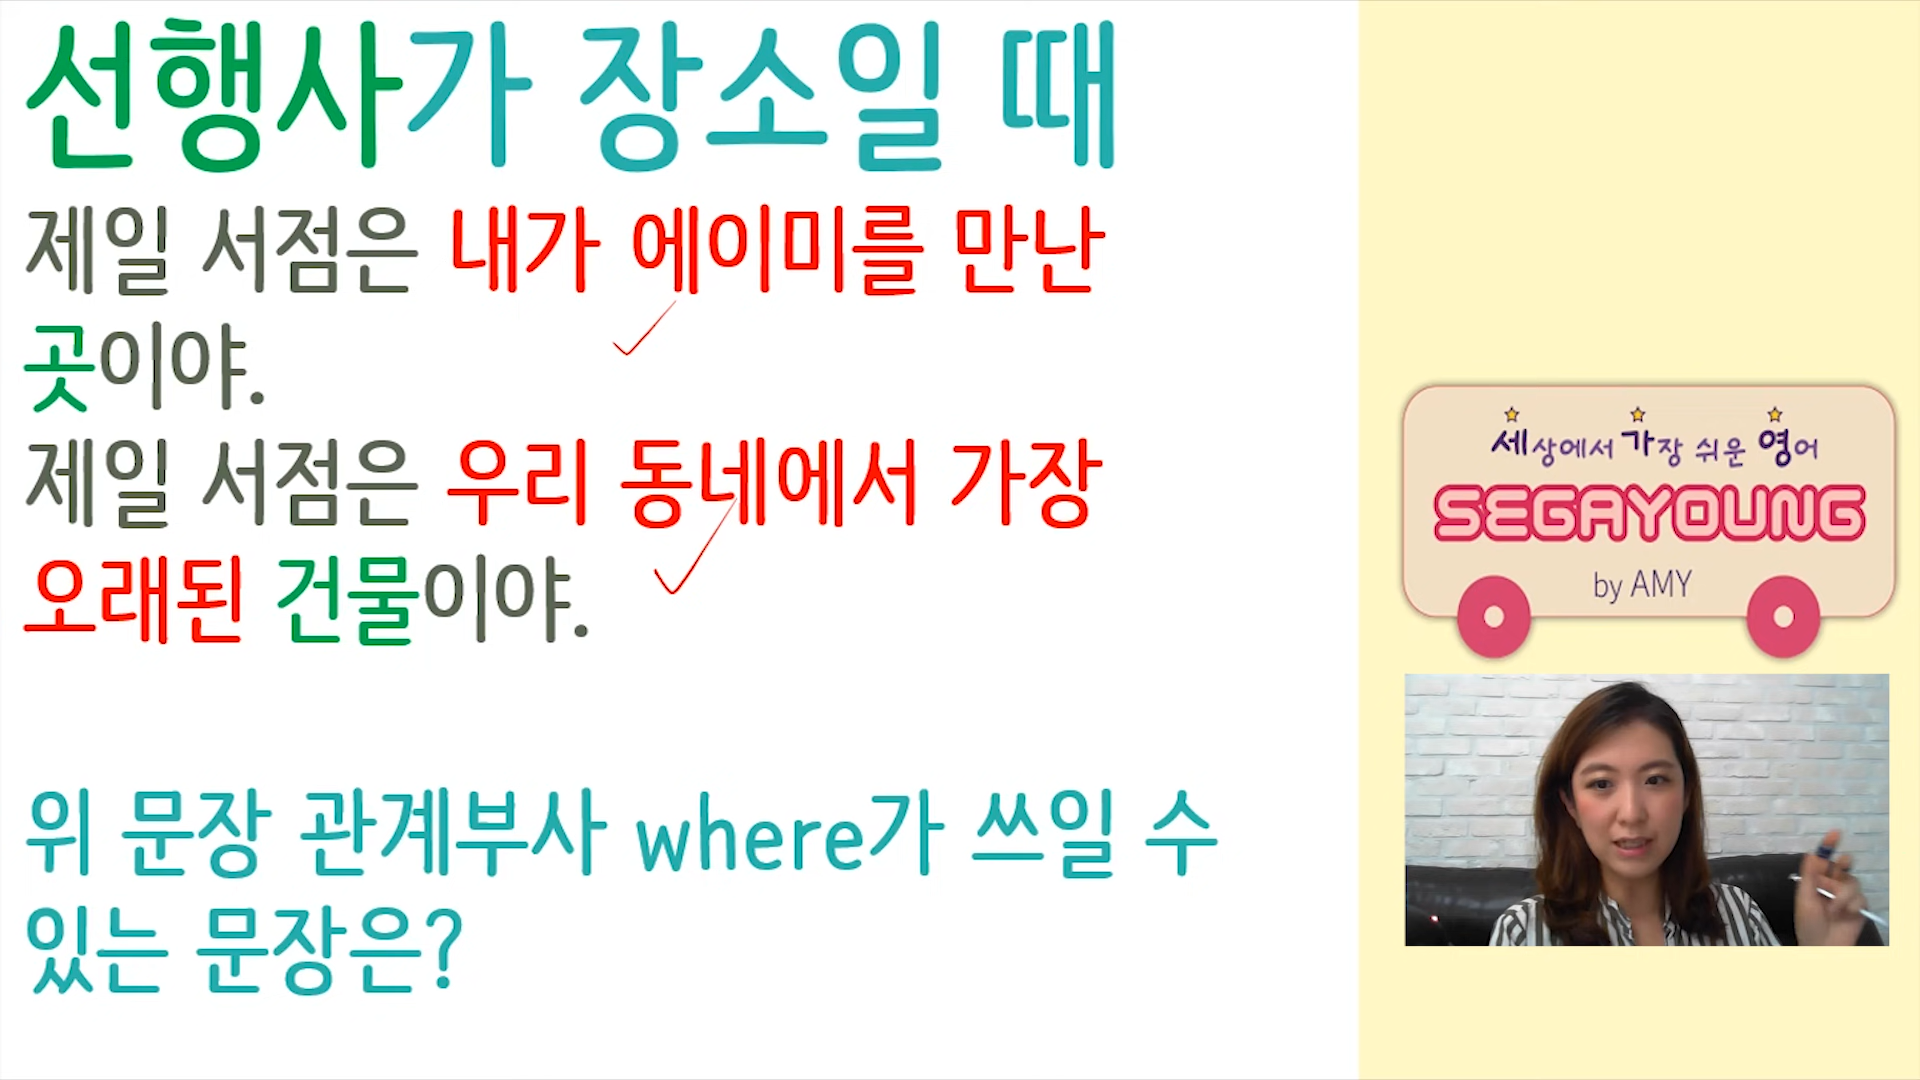 선행사가 장소일 때
제일 서점은 내가 에이미를 만난
곳이야.
제일 서점은 우리 동네에서 가장
오래된 건물이야.
위 문장 관계부사 where가 쓰일 수
있는 문장은?
세상에서 가장 쉬운 영어
SEGAYOUNG
by AMY